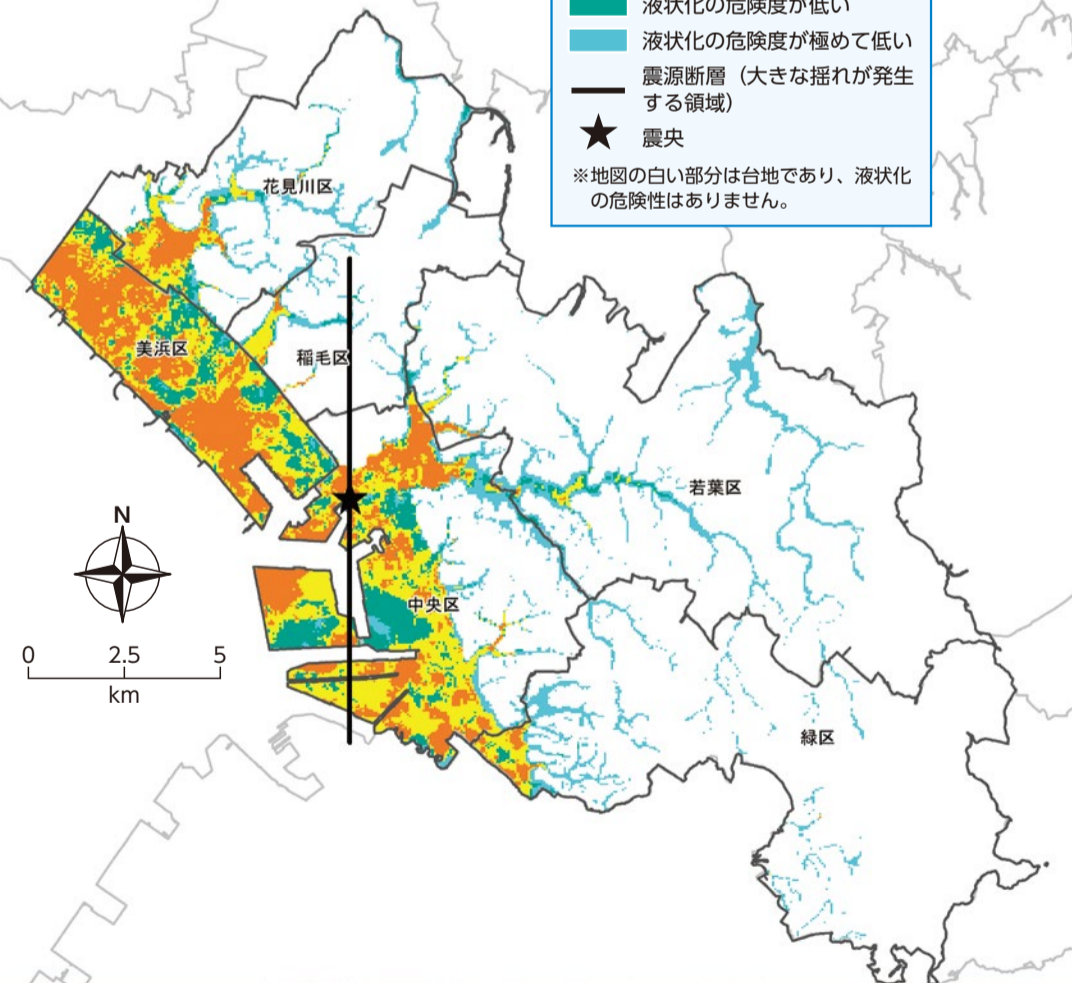 液状化の危険度が低い
液状化の危険度が極めて低い
震源断層（大きな揺れが発生
する領域）
震央
※地図の白い部分は台地であり、液状化
の危険性はありません。
花見川区
美浜区
稲毛区
若葉区
中央区
緑区
N
0 2.5 5
km